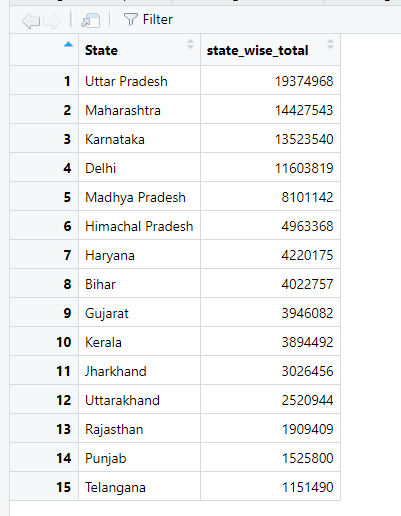 Filter
State state_wise_total
1 Uttar Pradesh 19374968
2 Maharashtra 14427543
3 Karnataka 13523540
4 Delhi 11603819
5 Madhya Pradesh 8101142
6 Himachal Pradesh 4963368
7 Haryana 4220175
8 Bihar 4022757
9 Gujarat 3946082
10 Kerala 3894492
11 Jharkhand 3026456
12 Uttarakhand 2520944
13 Rajasthan 1909409
14 Punjab 1525800
15 Telangana 1151490